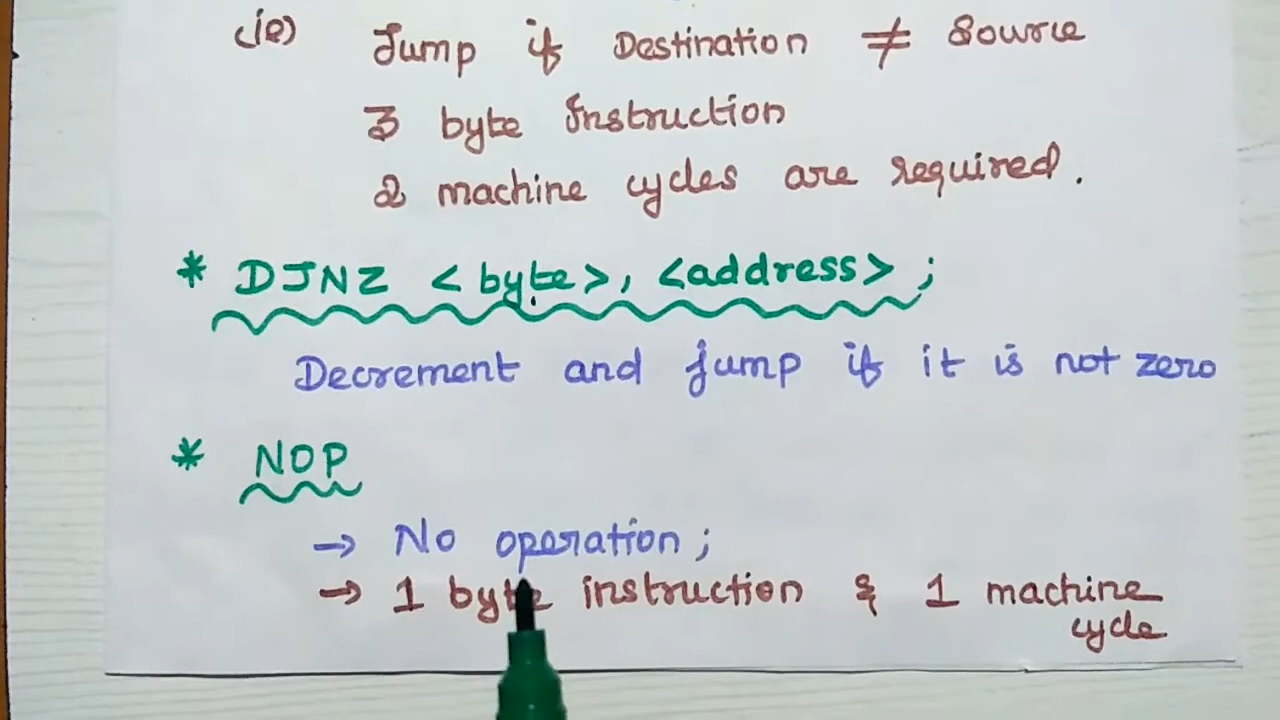 (ie) Jump if Destination ≠ Source
3 byte Instruction
2 machine cycles are required.
* DJNZ <byte>, <address> ;
Decrement and jump if it is not zero
* NOP
→ No operation ;
→ 1 byte instruction & 1 machine
cycle